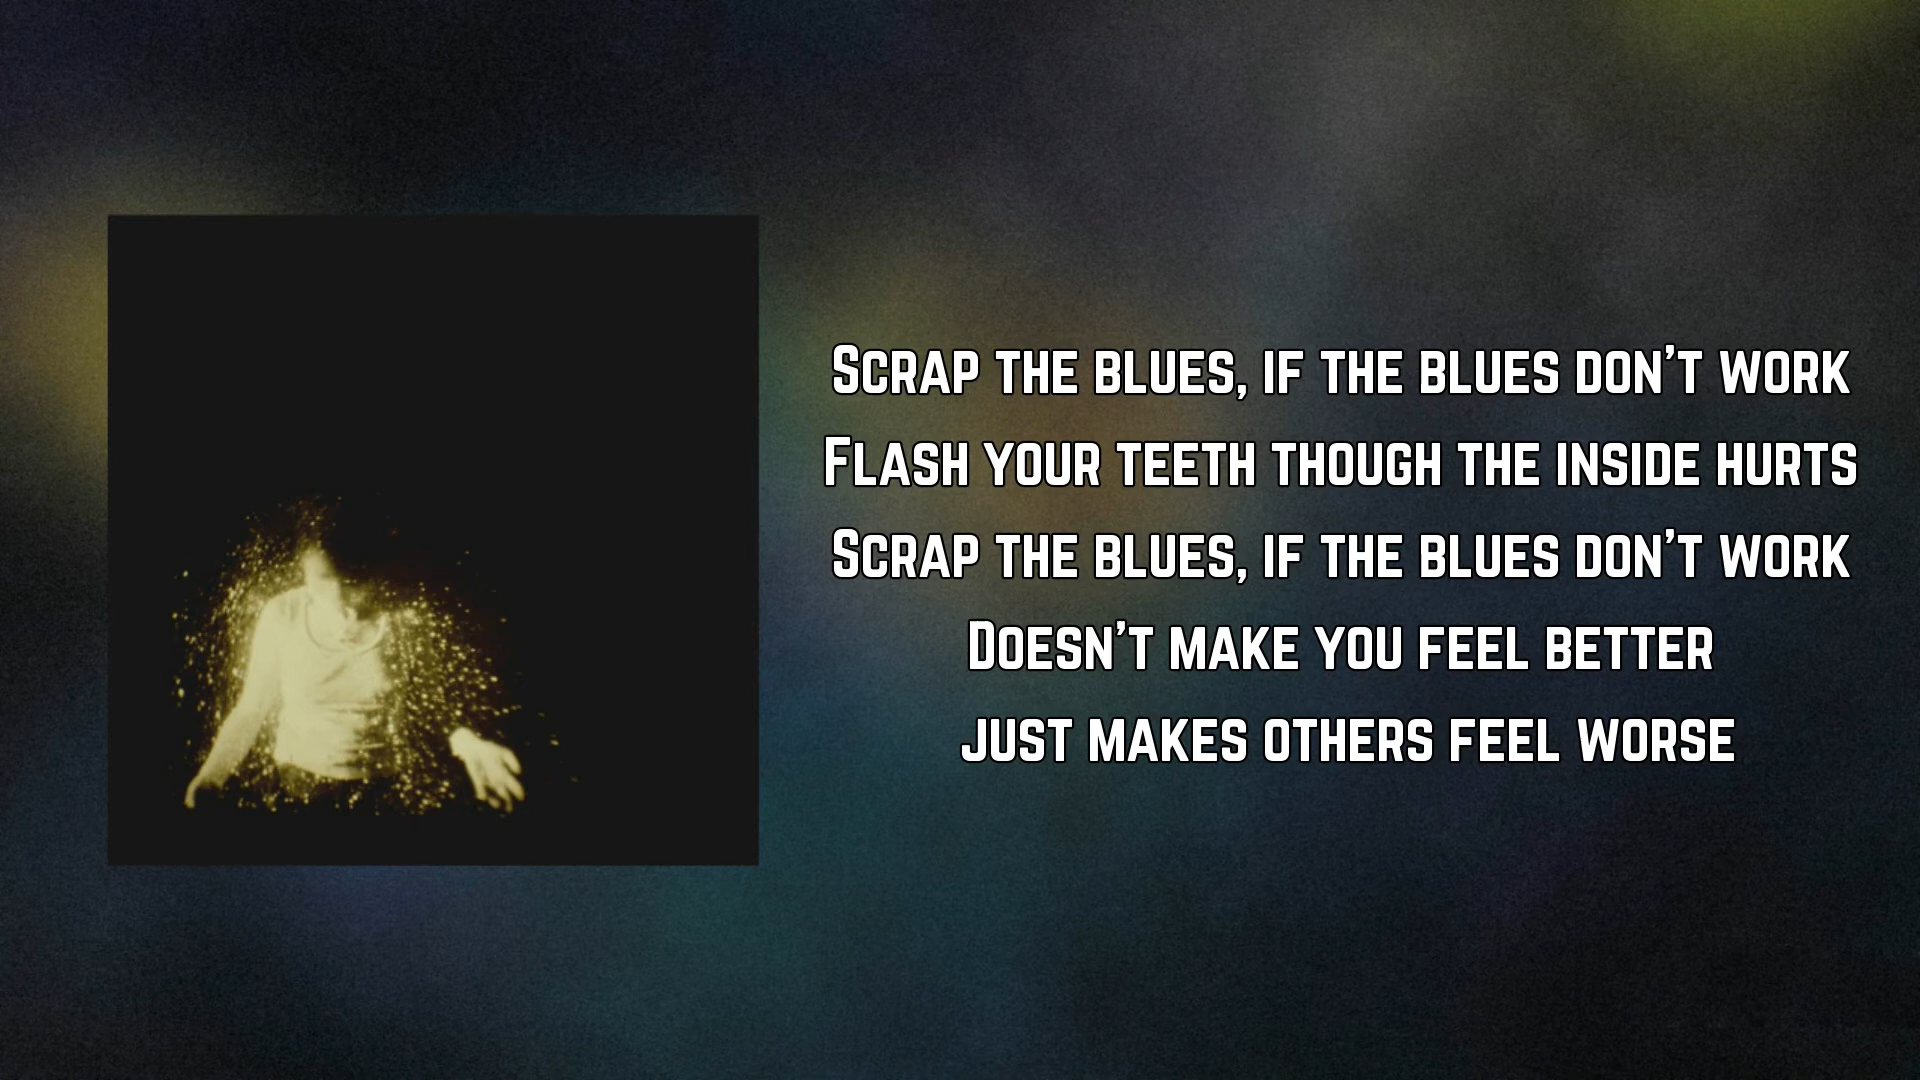 Scrap the blues, if the blues don't work
Flash your teeth though the inside hurts
Scrap the blues, if the blues don't work
Doesn't make you feel better
just makes others feel worse